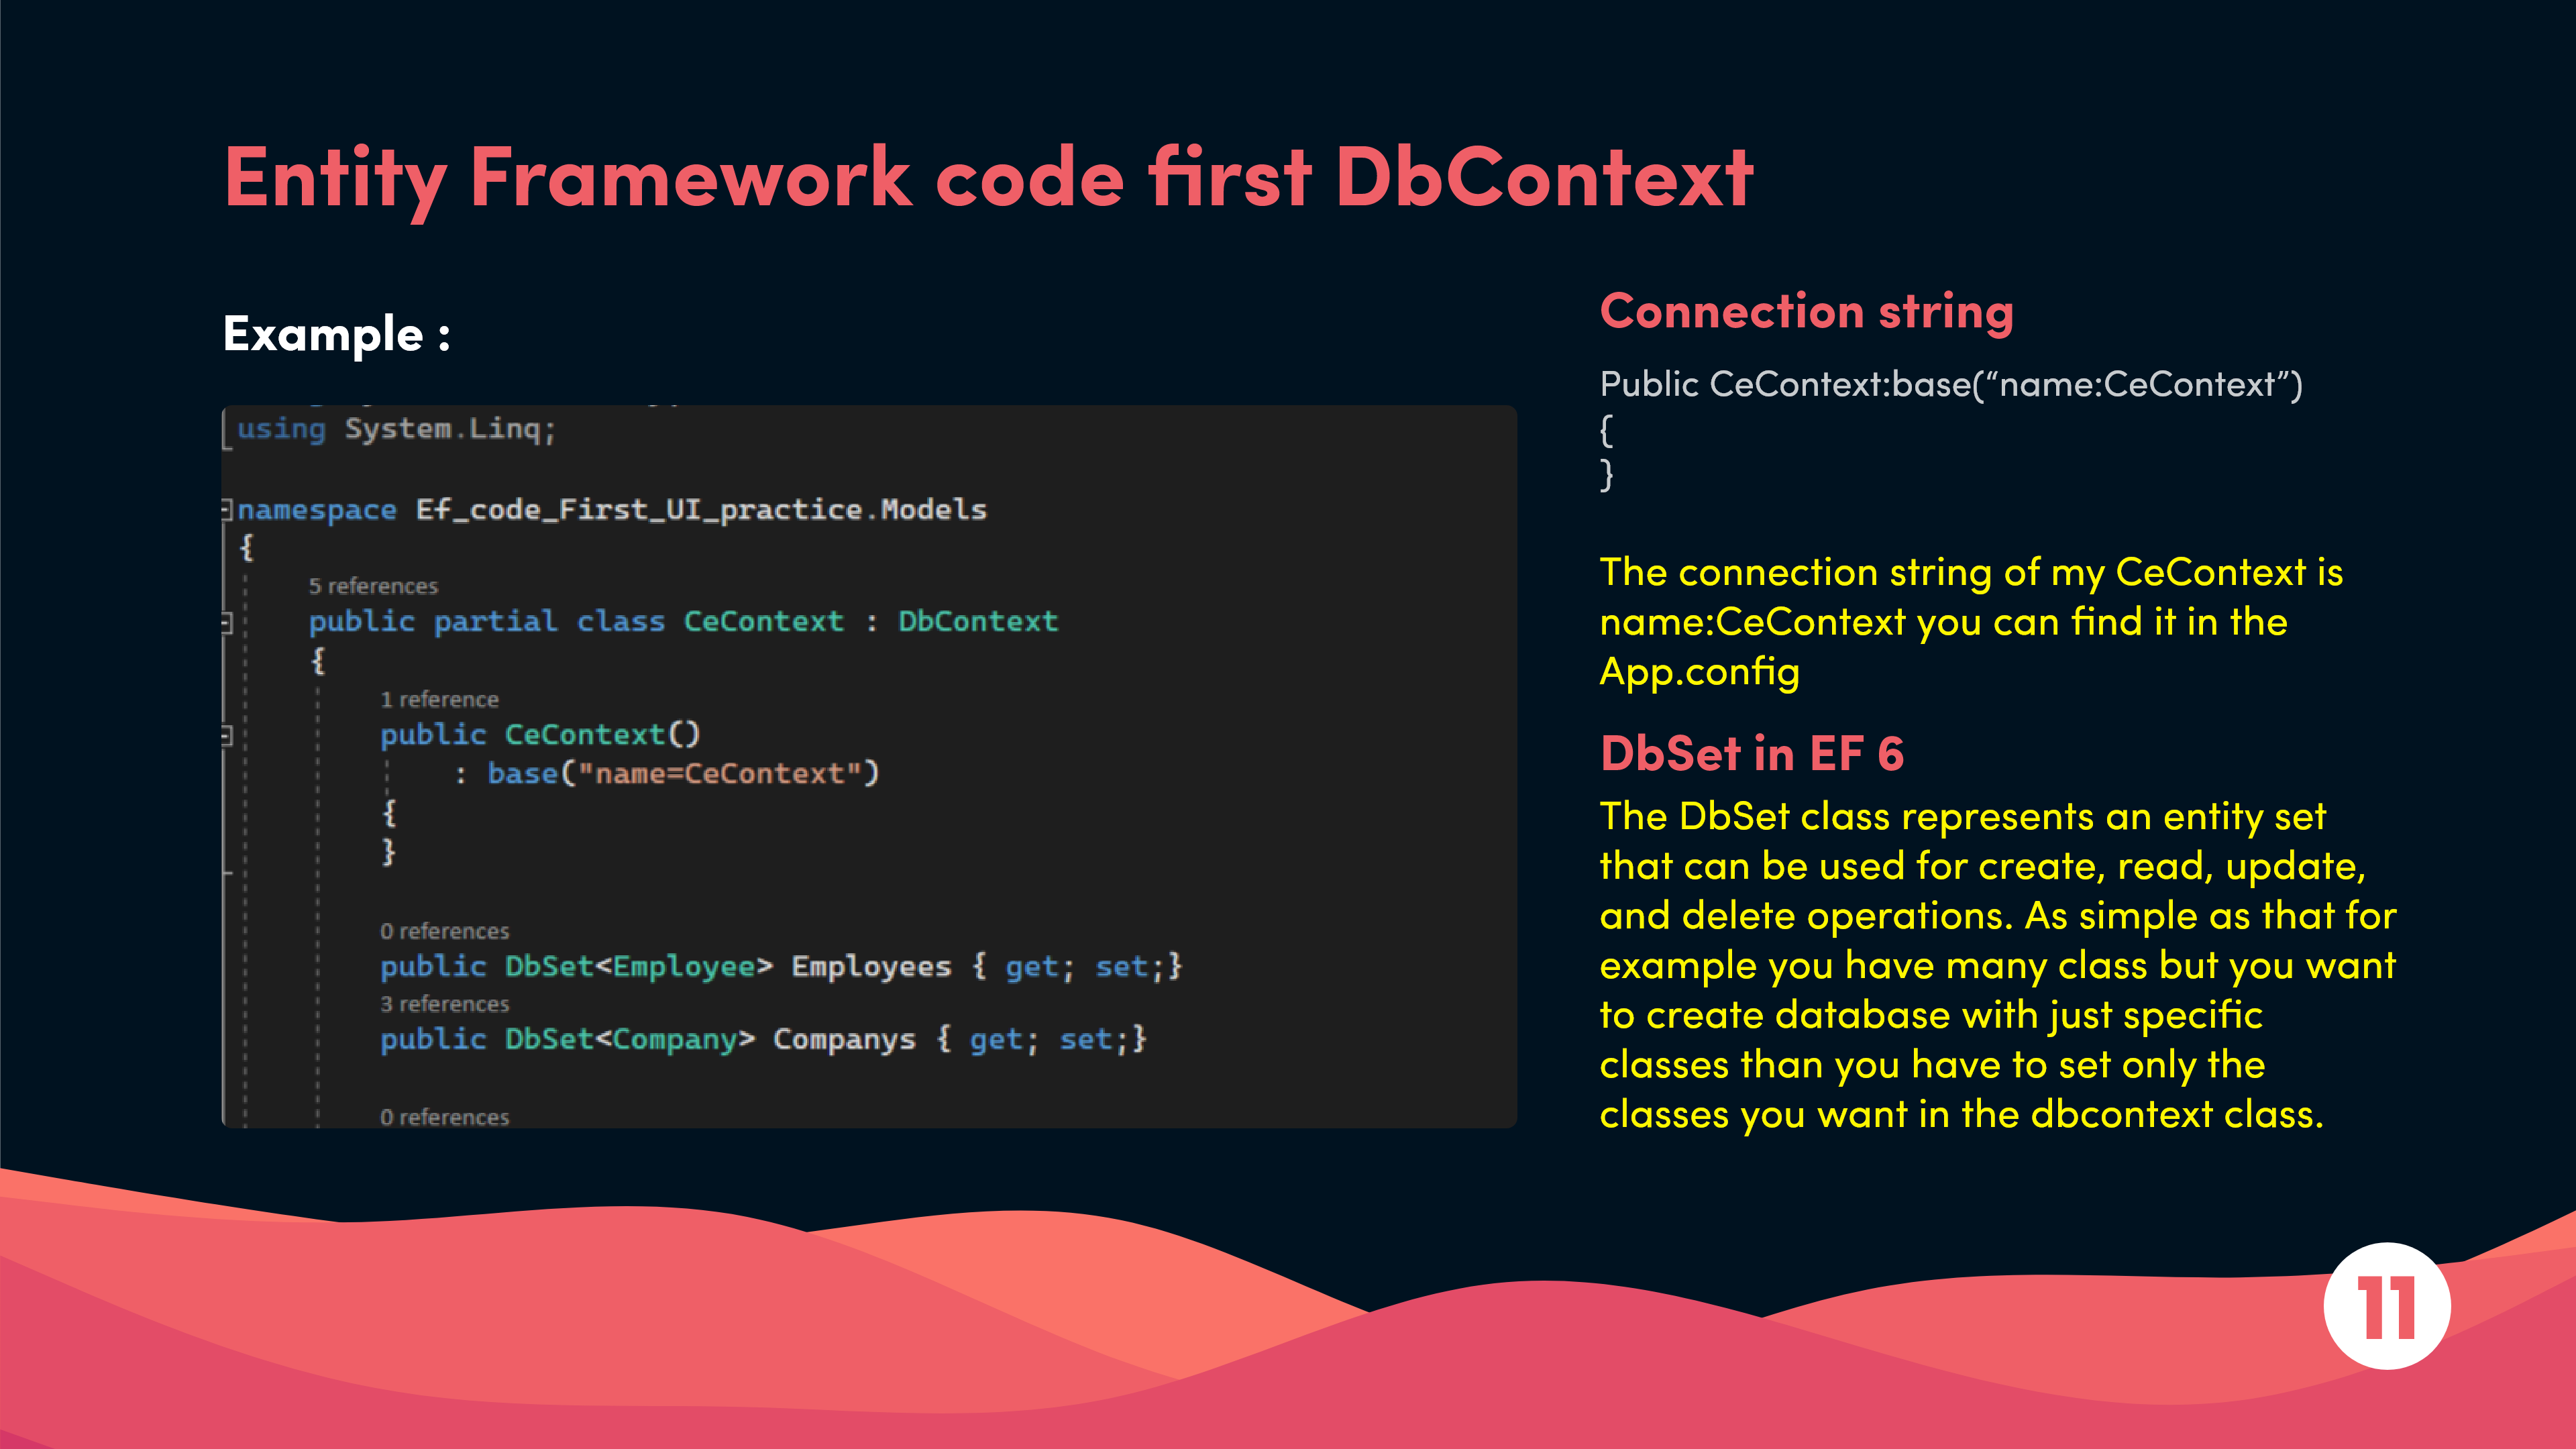 Entity Framework code first DbContext
Example :
using System.Linq;
namespace Ef_code_First_UI_practice.Models
{
5 references
public partial class CeContext : DbContext
{
1 reference
public CeContext()
: base("name=CeContext")
{
}
0 references
public DbSet<Employee> Employees { get; set;}
3 references
public DbSet<Company> Companys { get; set;}
0 references
Connection string
Public CeContext:base(“name:CeContext”)
{
}
The connection string of my CeContext is
name:CeContext you can find it in the
App.config
DbSet in EF 6
The DbSet class represents an entity set
that can be used for create, read, update,
and delete operations. As simple as that for
example you have many class but you want
to create database with just specific
classes than you have to set only the
classes you want in the dbcontext class.
11